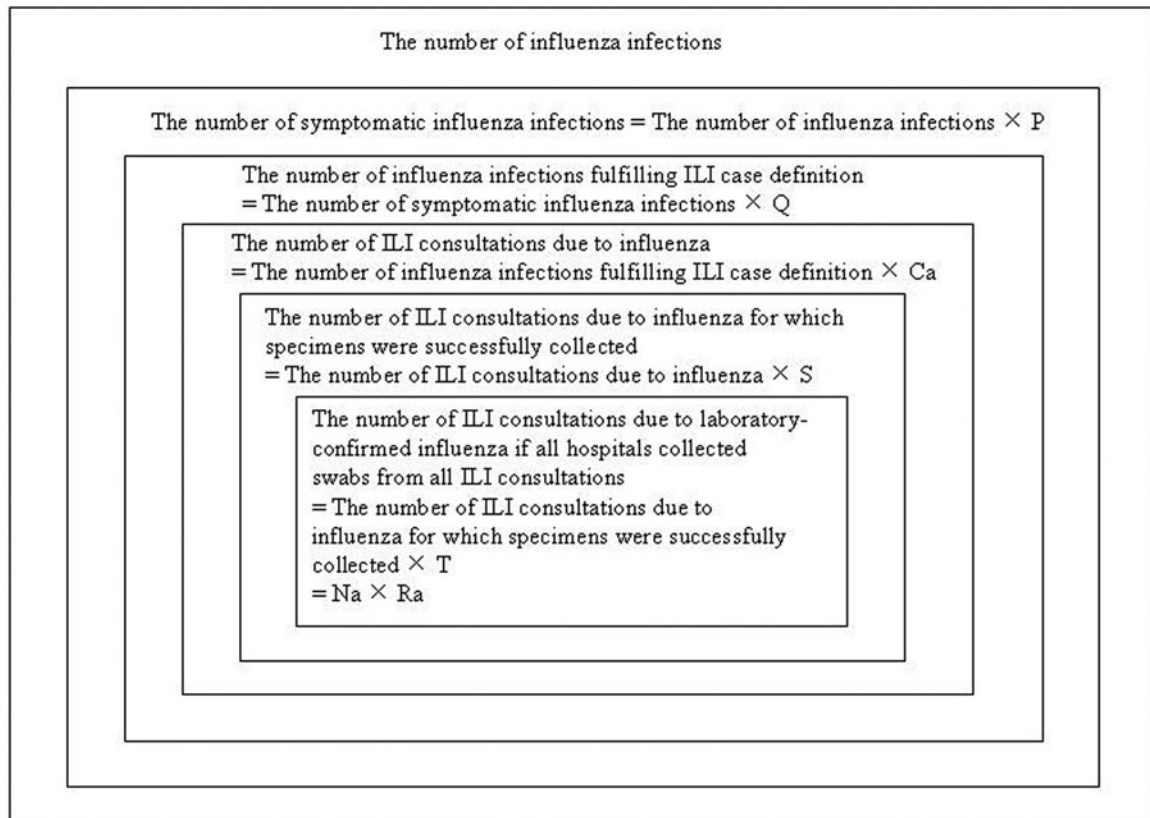 The number of influenza infections
The number of symptomatic influenza infections = The number of influenza infections × P
The number of influenza infections fulfilling ILI case definition
= The number of symptomatic influenza infections × Q
The number of ILI consultations due to influenza
= The number of influenza infections fulfilling ILI case definition × Ca
The number of ILI consultations due to influenza for which
specimens were successfully collected
= The number of ILI consultations due to influenza × S
The number of ILI consultations due to laboratory-
confirmed influenza if all hospitals collected
swabs from all ILI consultations
= The number of ILI consultations due to
influenza for which specimens were successfully
collected × T
= Na × Ra